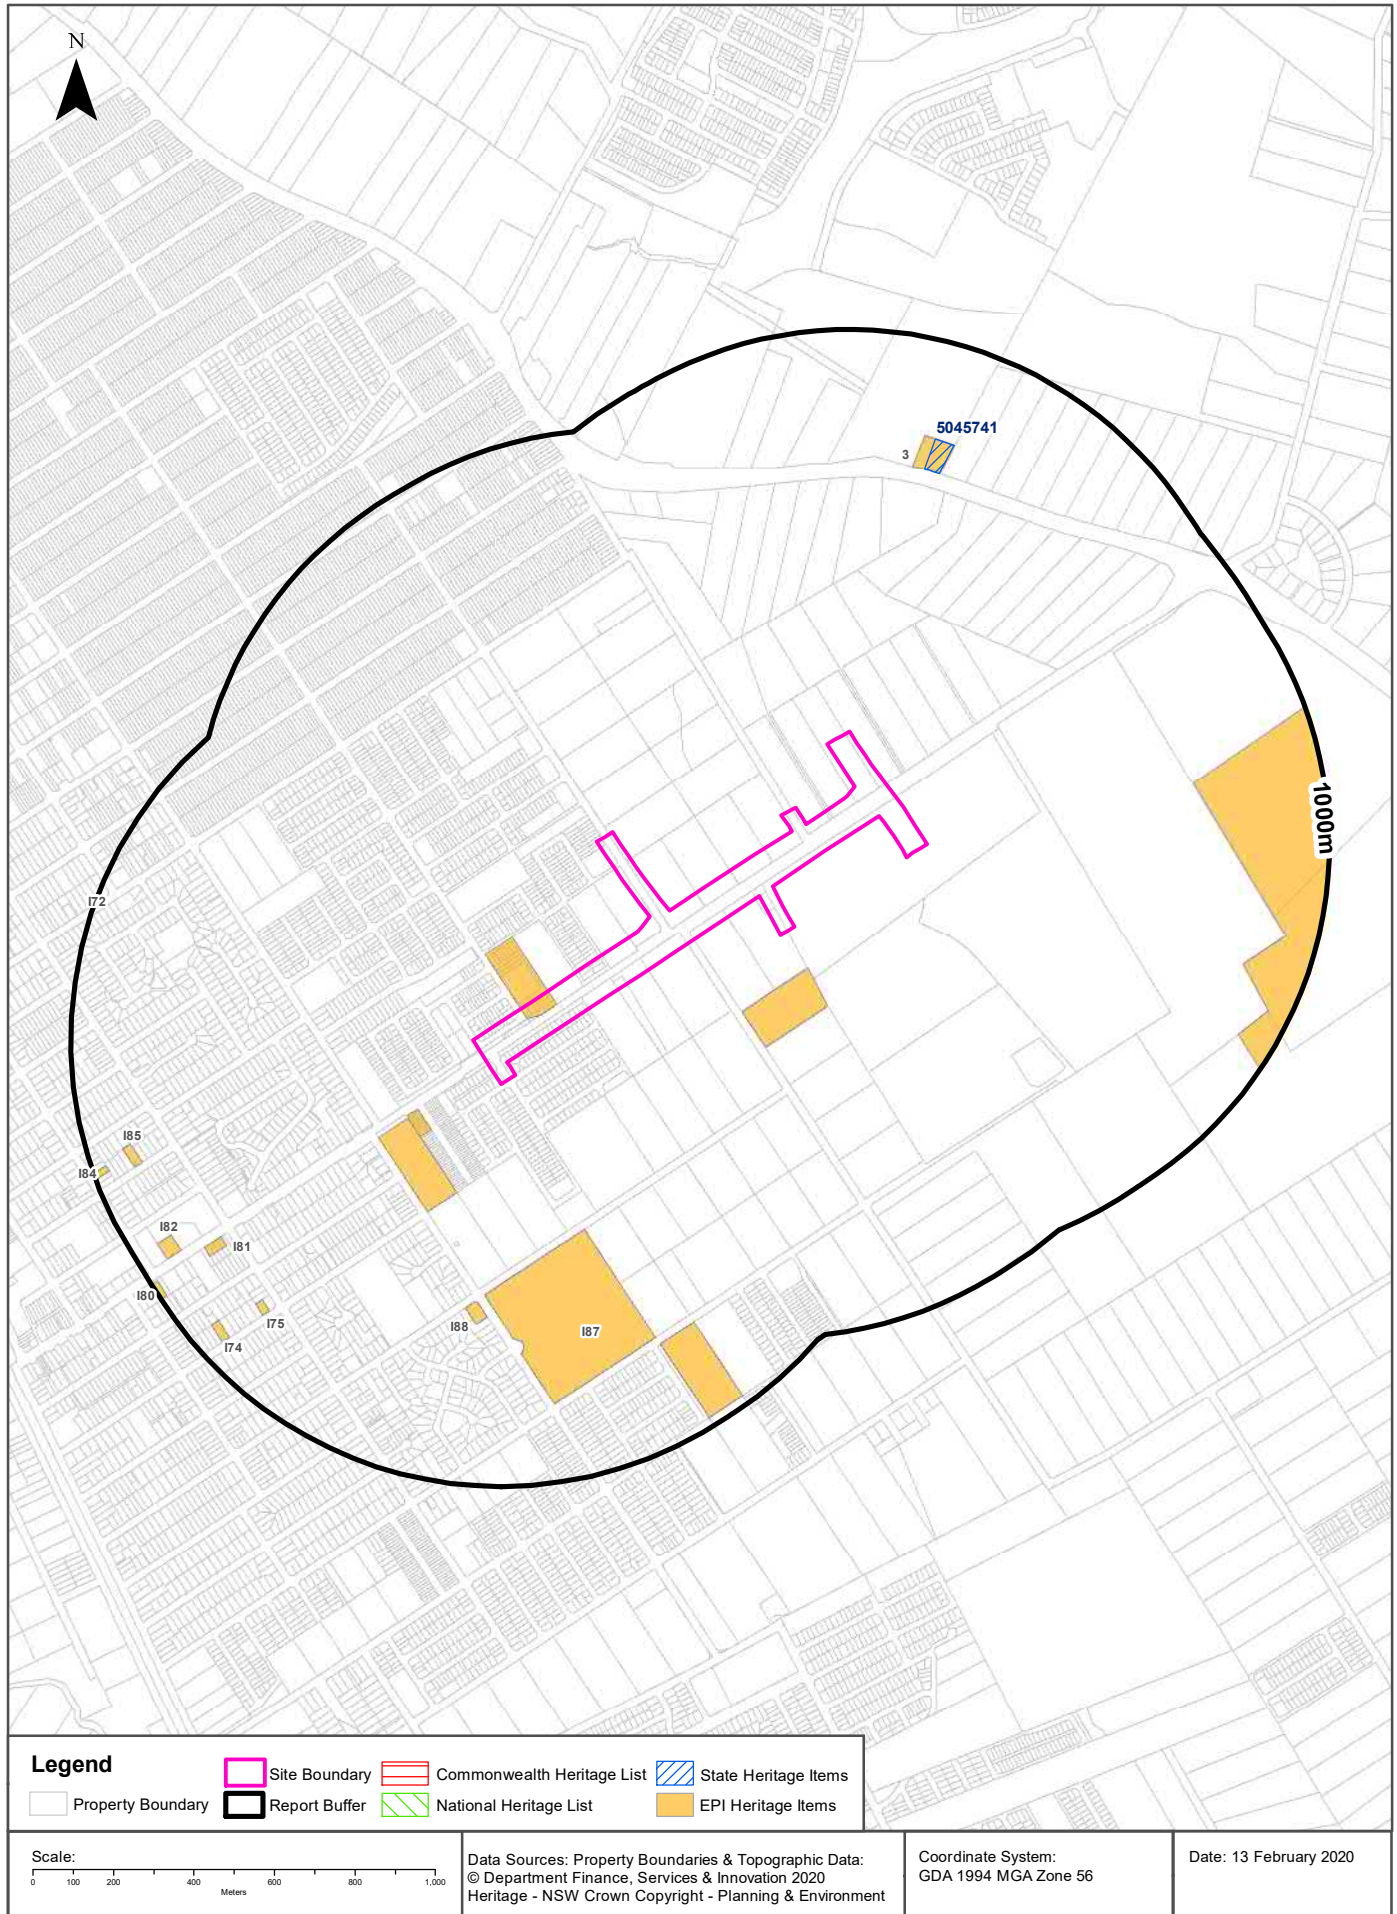 N
5045741
3
1000m
I72
I85
I84
I82
I81
I80
I75
I74
I88
I87
Legend
Site Boundary
Commonwealth Heritage List
State Heritage Items
Property Boundary
Report Buffer
National Heritage List
EPI Heritage Items
Scale:
0 100 200 400 600 800 1,000
Meters
Data Sources: Property Boundaries & Topographic Data:
© Department Finance, Services & Innovation 2020
Heritage - NSW Crown Copyright - Planning & Environment
Coordinate System:
GDA 1994 MGA Zone 56
Date: 13 February 2020